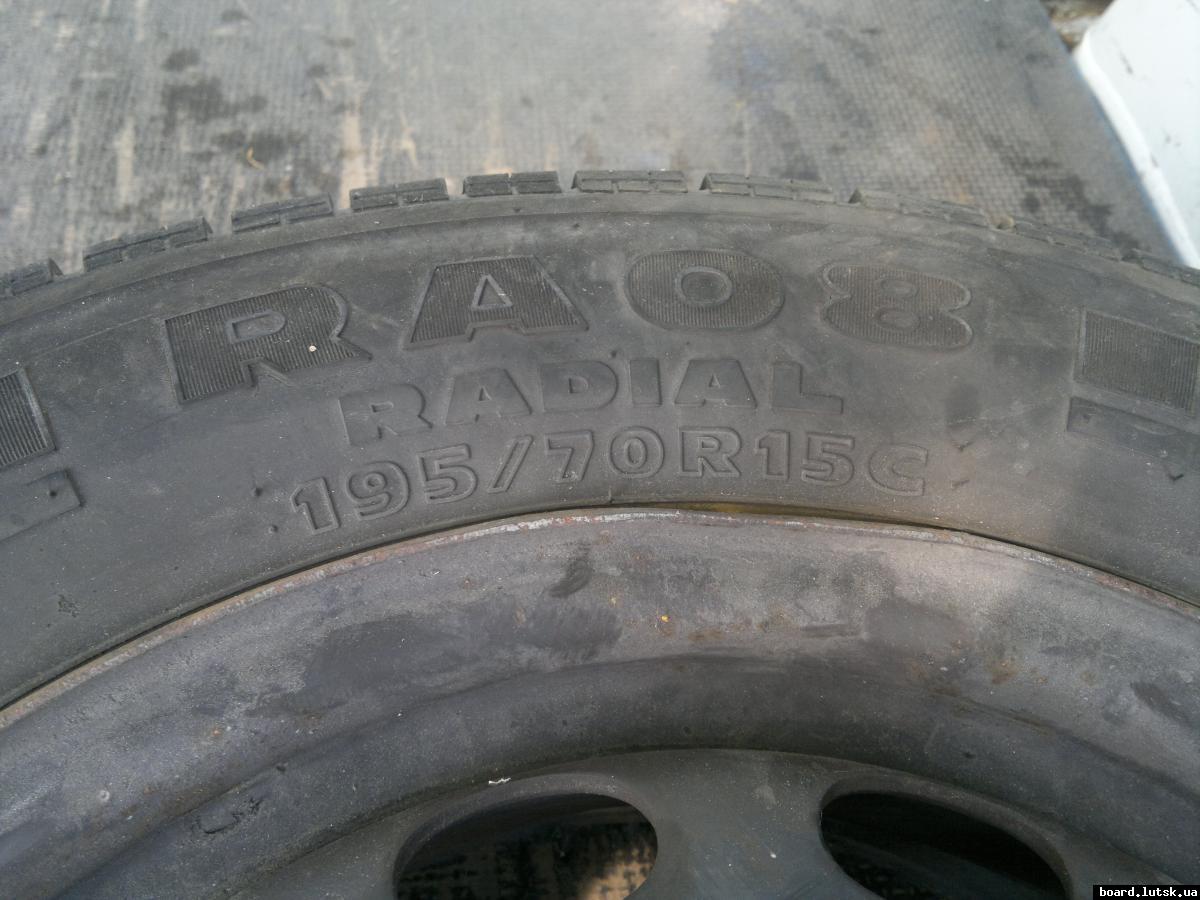 RA08
RADIAL
195/70R15C
board.lutsk.ua